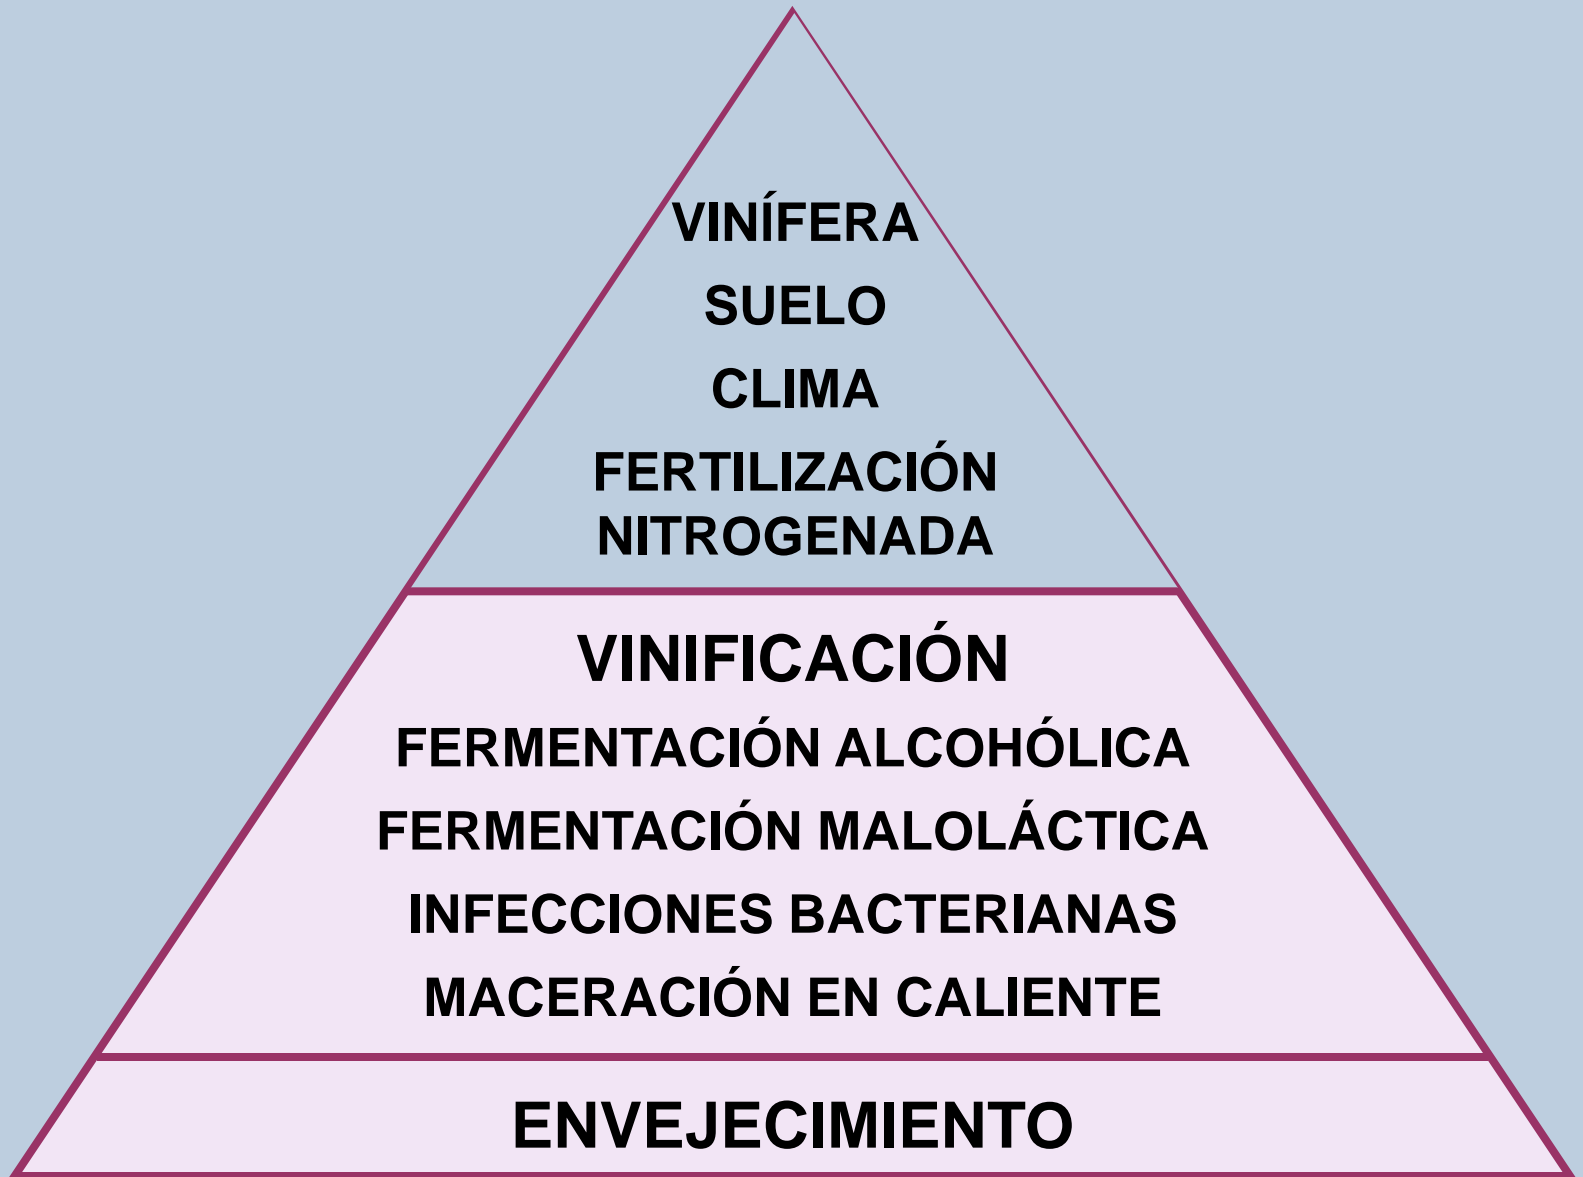 VINÍFERA
SUELO
CLIMA
FERTILIZACIÓN
NITROGENADA
VINIFICACIÓN
FERMENTACIÓN ALCOHÓLICA
FERMENTACIÓN MALOLÁCTICA
INFECCIONES BACTERIANAS
MACERACIÓN EN CALIENTE
ENVEJECIMIENTO